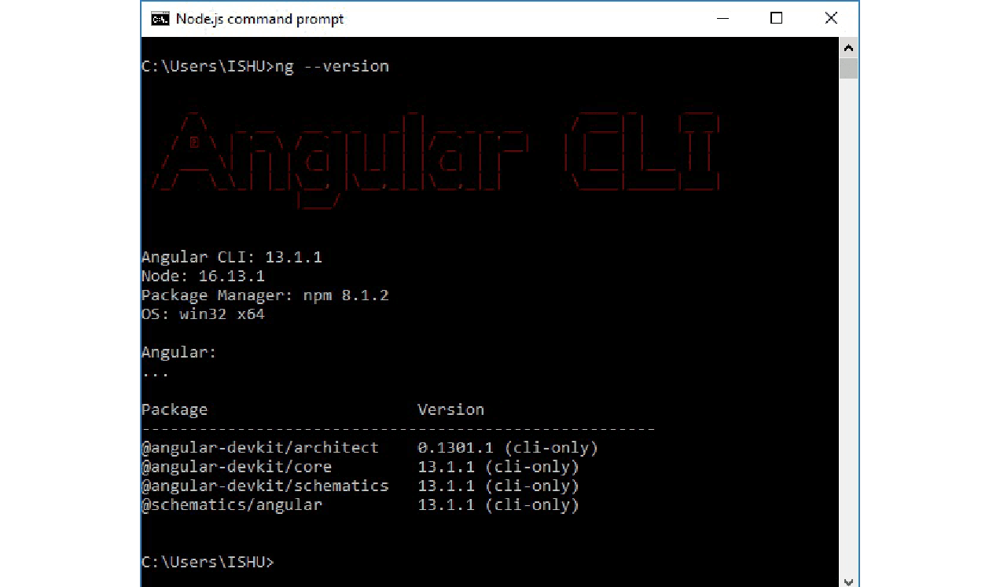 Node.js command prompt
C:\Users\ISHU>ng --version
Angular CLI
Angular CLI: 13.1.1
Node: 16.13.1
Package Manager: npm 8.1.2
OS: win32 x64
Angular:
...
Package Version
------------------------------------------------------
@angular-devkit/architect 0.1301.1 (cli-only)
@angular-devkit/core 13.1.1 (cli-only)
@angular-devkit/schematics 13.1.1 (cli-only)
@schematics/angular 13.1.1 (cli-only)
C:\Users\ISHU>